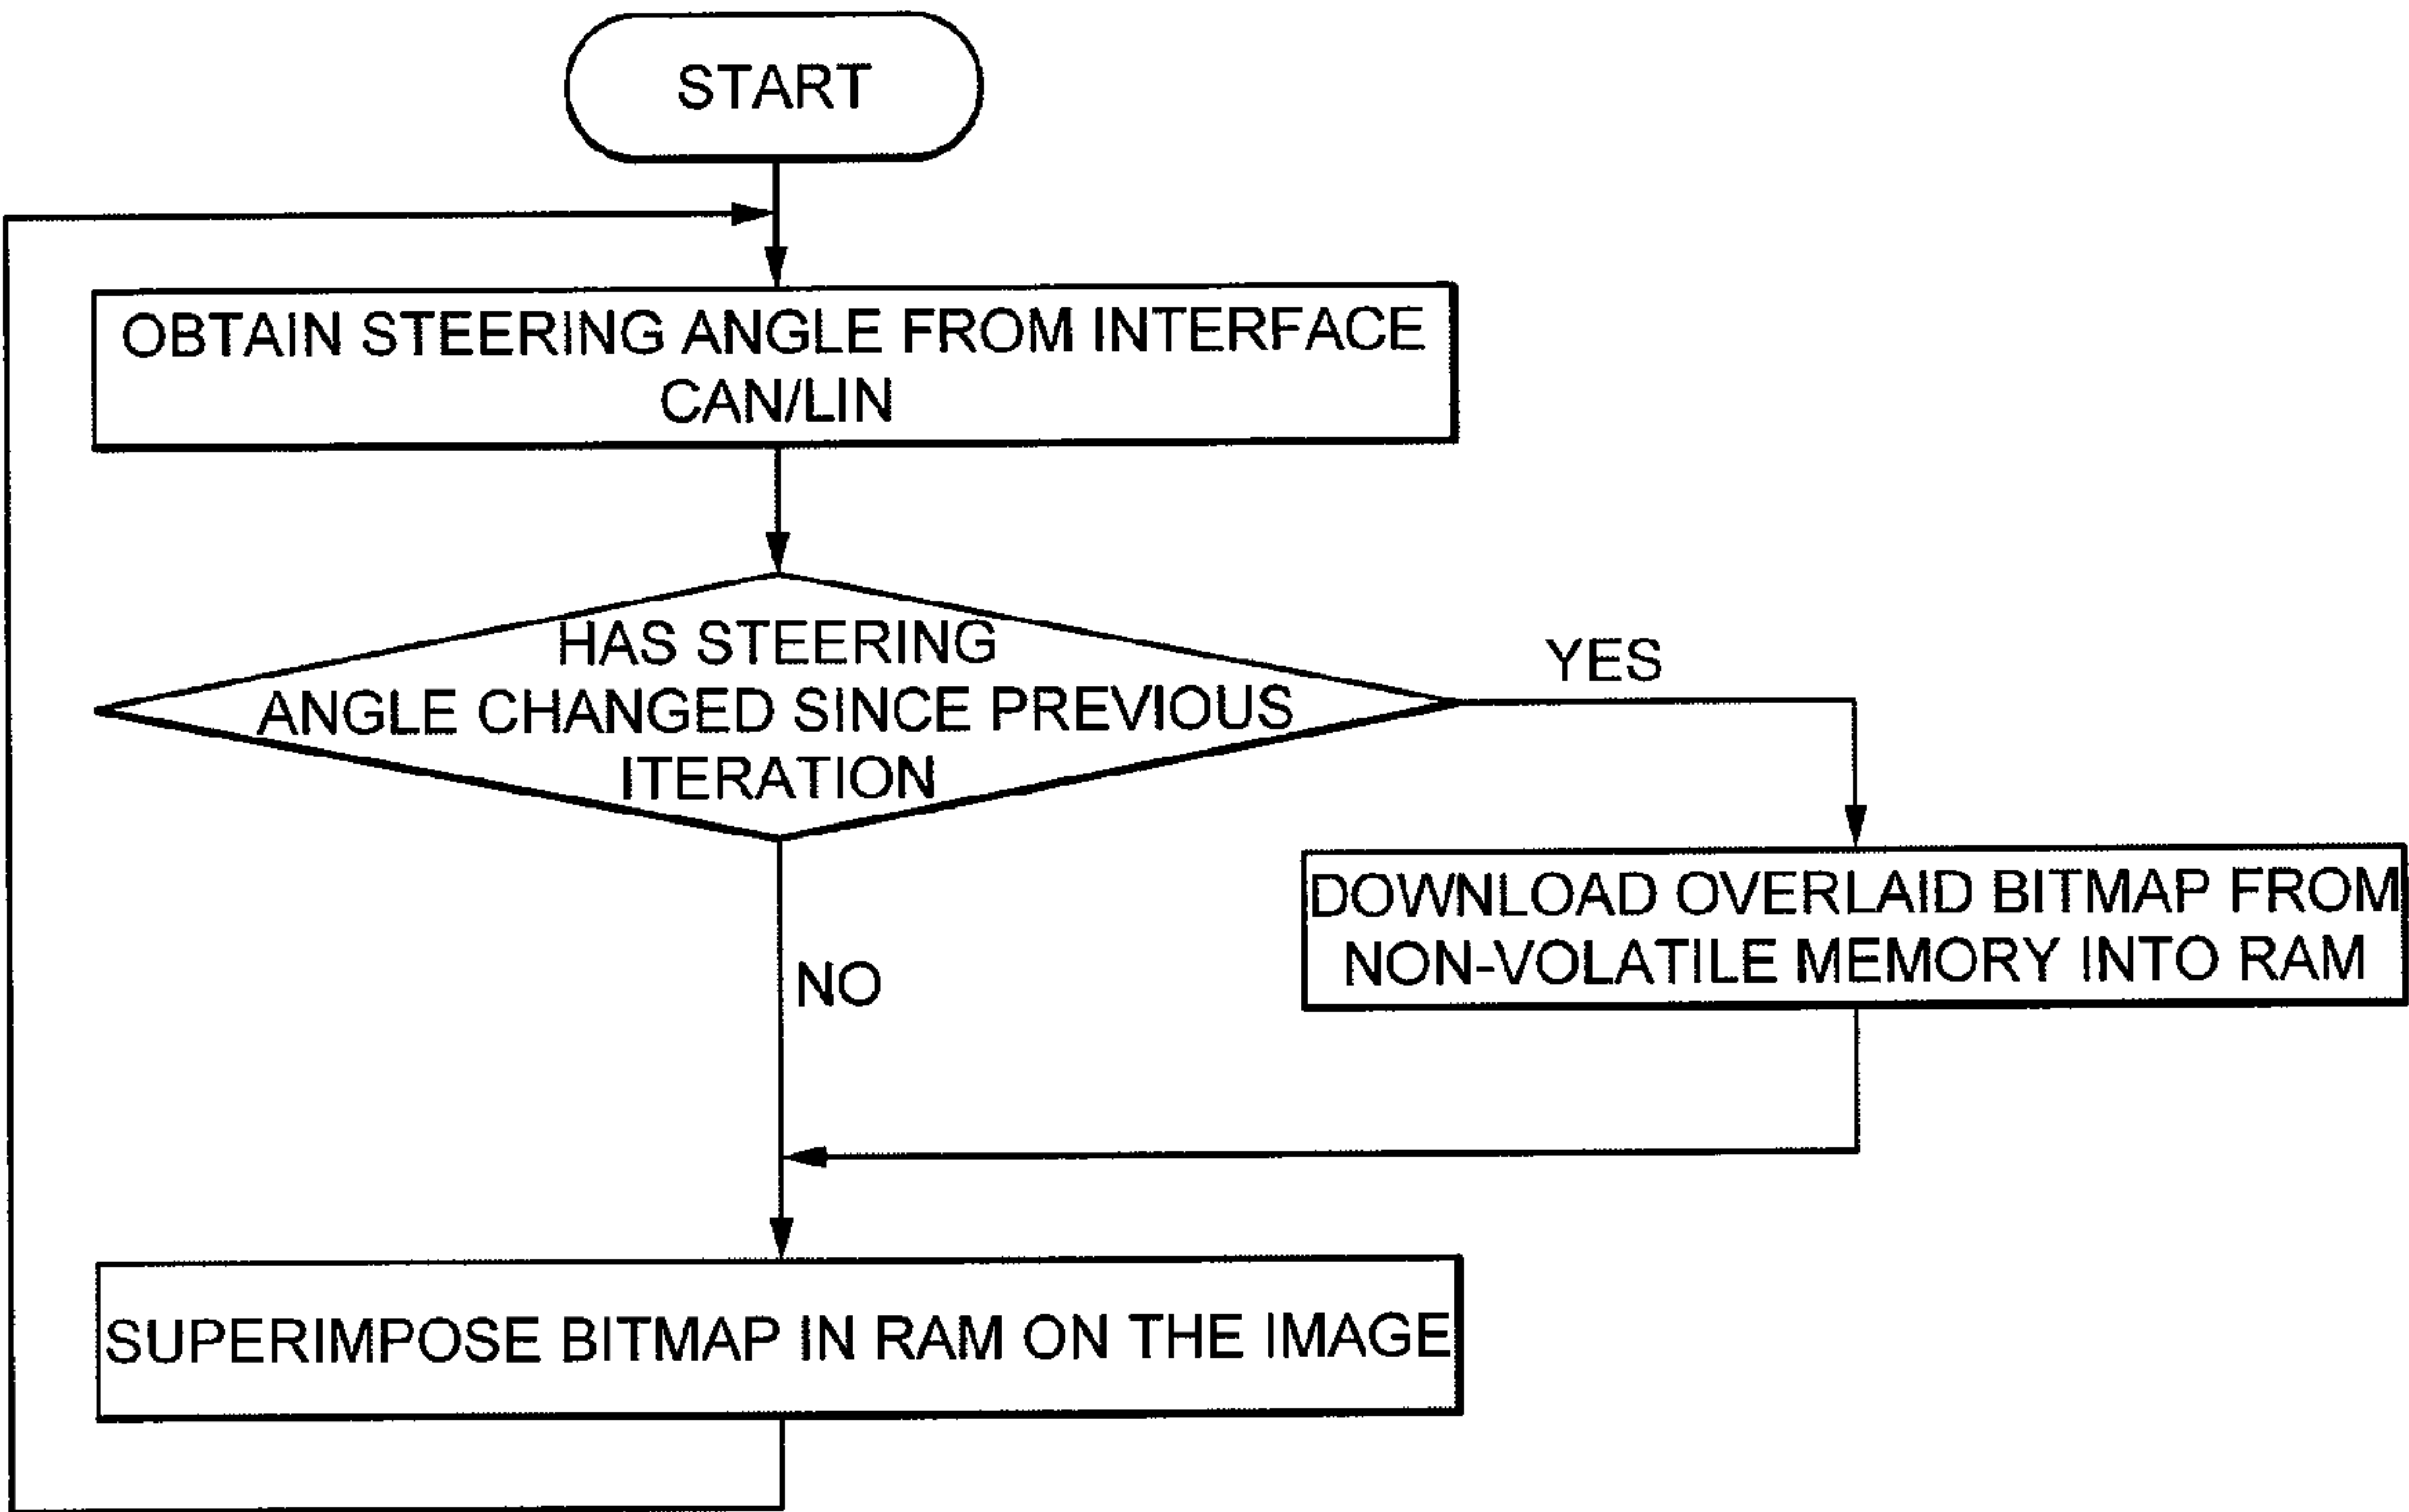 START
OBTAIN STEERING ANGLE FROM INTERFACE
CAN/LIN
HAS STEERING
ANGLE CHANGED SINCE PREVIOUS
ITERATION
YES
DOWNLOAD OVERLAID BITMAP FROM
NON-VOLATILE MEMORY INTO RAM
NO
SUPERIMPOSE BITMAP IN RAM ON THE IMAGE